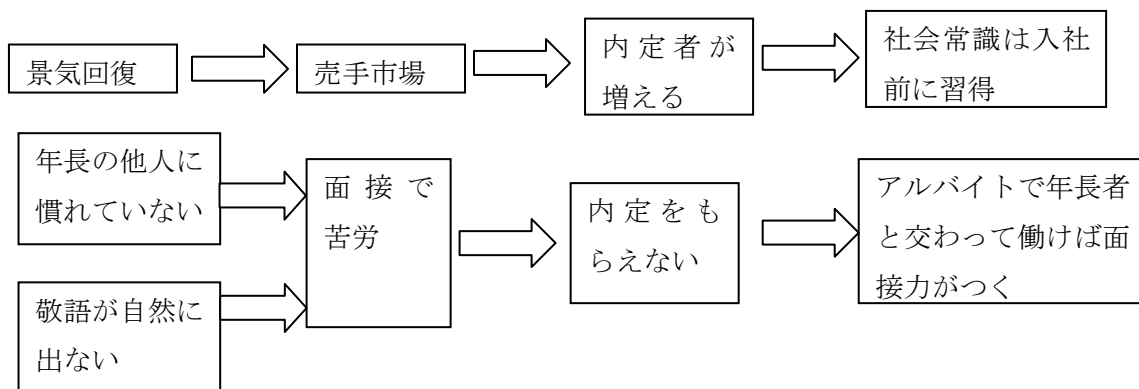 景気回復
売手市場
内定者が
増える
社会常識は入社
前に習得
年長の他人に
慣れていない
敬語が自然に
出ない
面接で
苦労
内定をも
らえない
アルバイトで年長者
と交わって働けば面
接力がつく